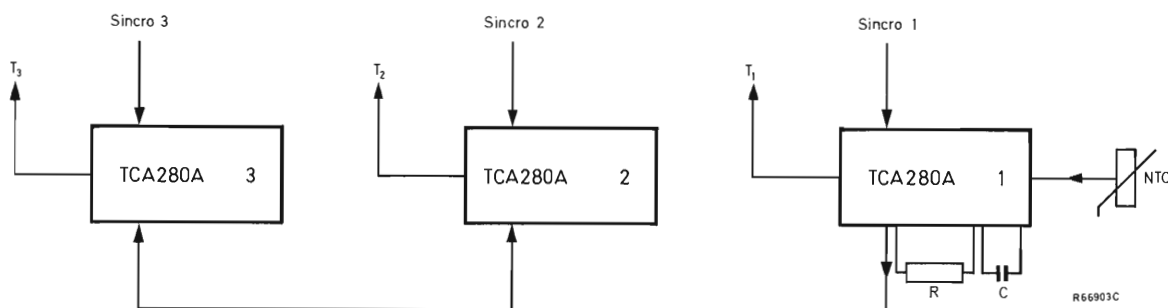 Sincro 3
Sincro 2
Sincro 1
T3
T2
T1
TCA280A 3
TCA280A 2
TCA280A 1
NTC
R
C
R66903C